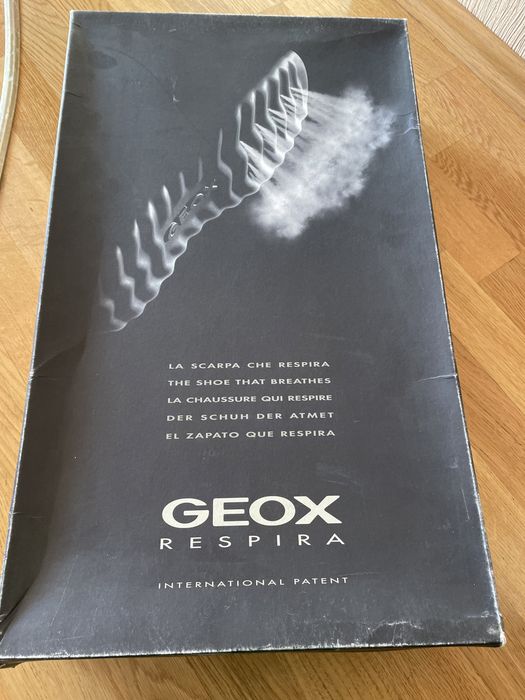 GEOX
LA SCARPA CHE RESPIRA
THE SHOE THAT BREATHES
LA CHAUSSURE QUI RESPIRE
DER SCHUH DER ATMET
EL ZAPATO QUE RESPIRA
GEOX
RESPIRA
INTERNATIONAL PATENT